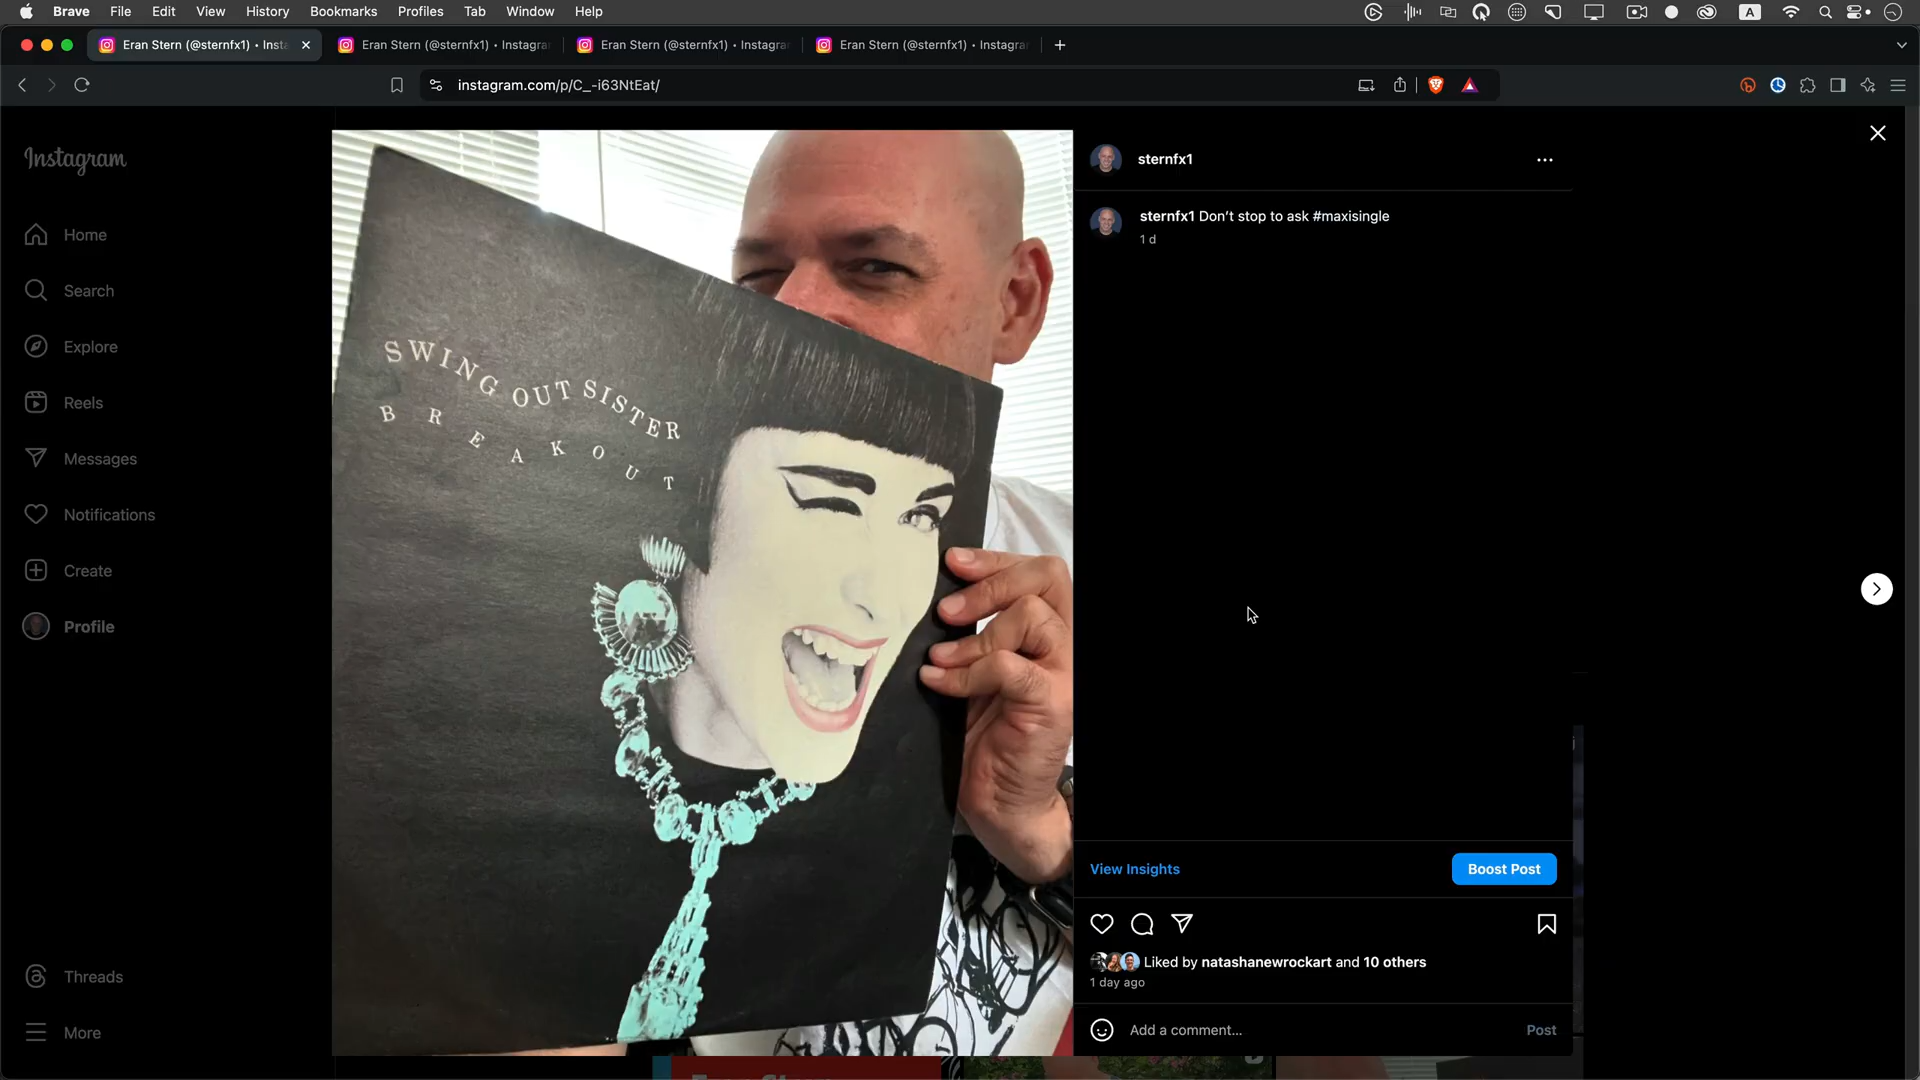 Brave File Edit View History Bookmarks Profiles Tab Window Help
A
Eran Stern (@sternfx1) • Inst
Eran Stern (@sternfx1) • Instagra
Eran Stern (@sternfx1) • Instagra
Eran Stern (@sternfx1) • Instagra
instagram.com/p/C_-i63NtEat/
Instagram
Home
Search
Explore
Reels
Messages
Notifications
Create
Profile
Threads
More
SWING OUT SISTER
BREAKOUT
sternfx1
sternfx1 Don't stop to ask #maxisingle
1 d
View Insights
Boost Post
Liked by natashanewrockart and 10 others
1 day ago
Add a comment...
Post